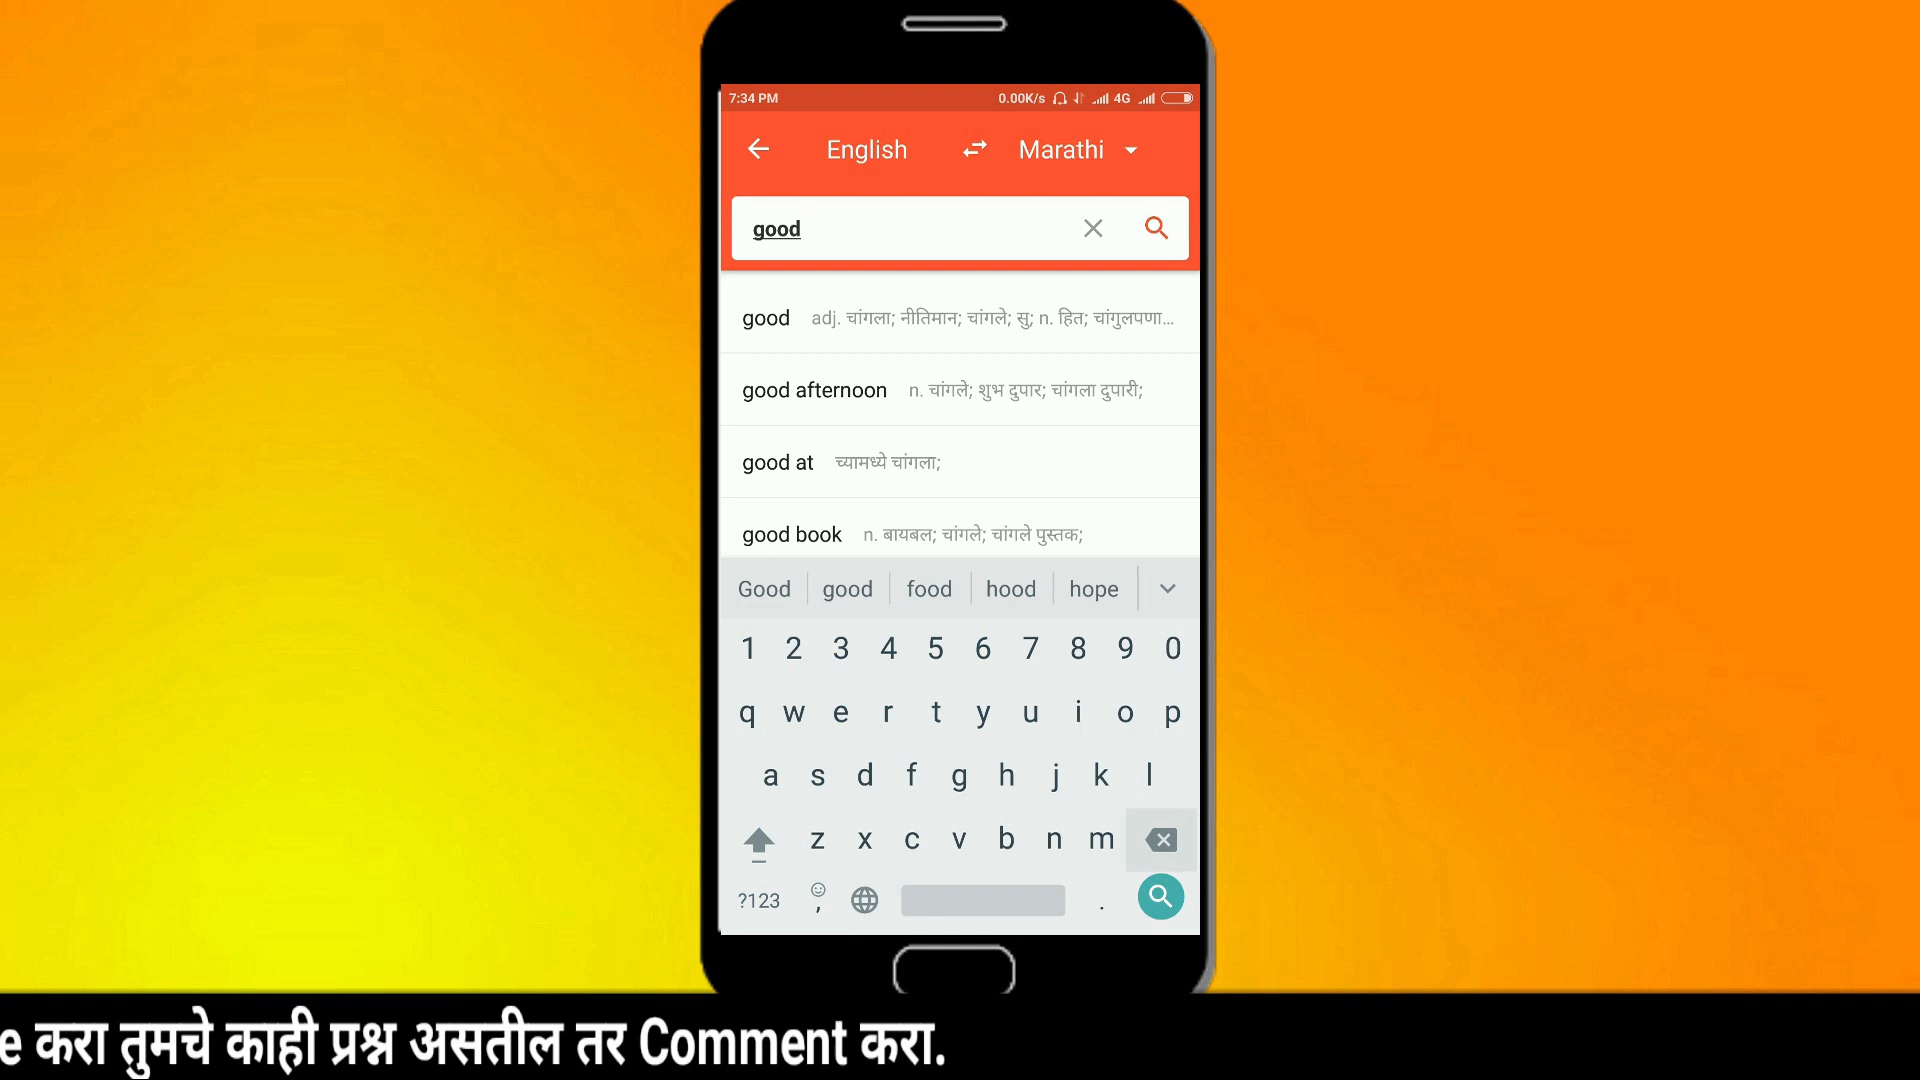 7:34 PM 0.00K/s 4G
English Marathi
good
good adj. चांगला; नीतिमान; चांगले; सु; n. हित; चांगुलपणा...
good afternoon n. चांगले; शुभ दुपार; चांगला दुपारी;
good at च्यामध्ये चांगला;
good book n. बायबल; चांगले; चांगले पुस्तक;
Good good food hood hope
1 2 3 4 5 6 7 8 9 0
q w e r t y u i o p
a s d f g h j k l
z x c v b n m
?123 , .
e करा तुमचे काही प्रश्न असतील तर Comment करा.